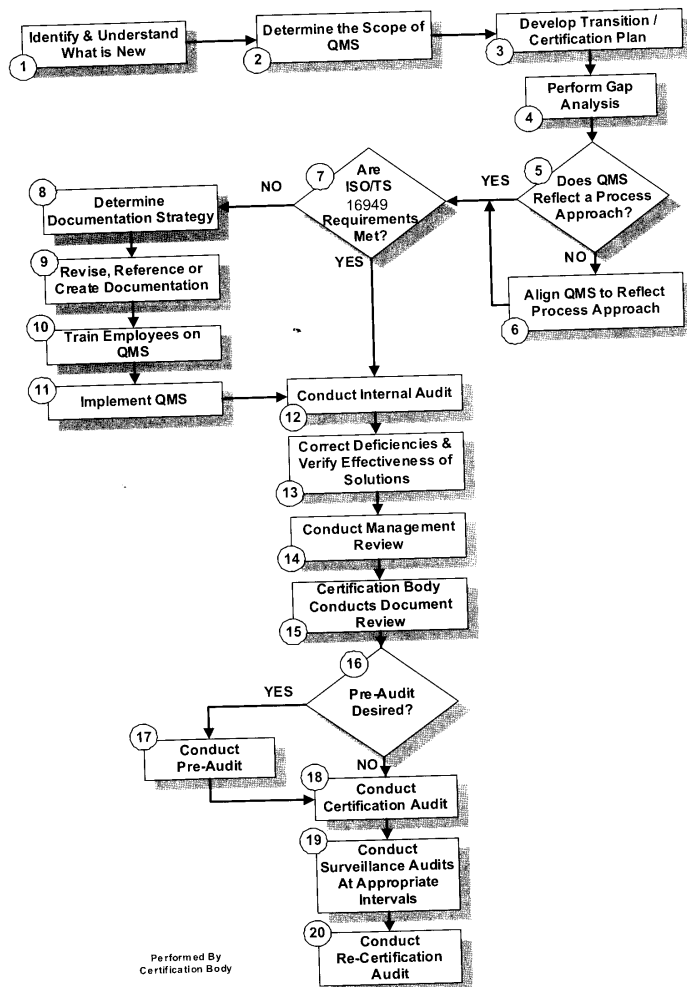 1
Identify & Understand
What is New
2
Determine the Scope of
QMS
3
Develop Transition /
Certification Plan
4
Perform Gap
Analysis
5
Does QMS
Reflect a Process
Approach?
YES
NO
6
Align QMS to Reflect
Process Approach
7
Are
ISO/TS
16949
Requirements
Met?
NO
YES
8
Determine
Documentation Strategy
9
Revise, Reference or
Create Documentation
10
Train Employees on
QMS
11
Implement QMS
12
Conduct Internal Audit
13
Correct Deficiencies &
Verify Effectiveness of
Solutions
14
Conduct Management
Review
15
Certification Body
Conducts Document
Review
16
Pre-Audit
Desired?
YES
NO
17
Conduct
Pre-Audit
18
Conduct
Certification Audit
19
Conduct
Surveillance Audits
At Appropriate
Intervals
20
Conduct
Re-Certification
Audit
Performed By
Certification Body